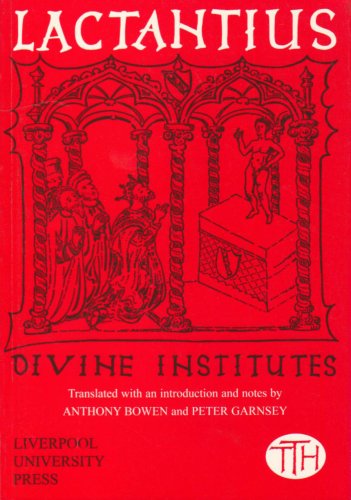 LACTANTIUS
DIVINE INSTITUTES
Translated with an introduction and notes by
ANTHONY BOWEN and PETER GARNSEY
LIVERPOOL
UNIVERSITY
PRESS
TTH